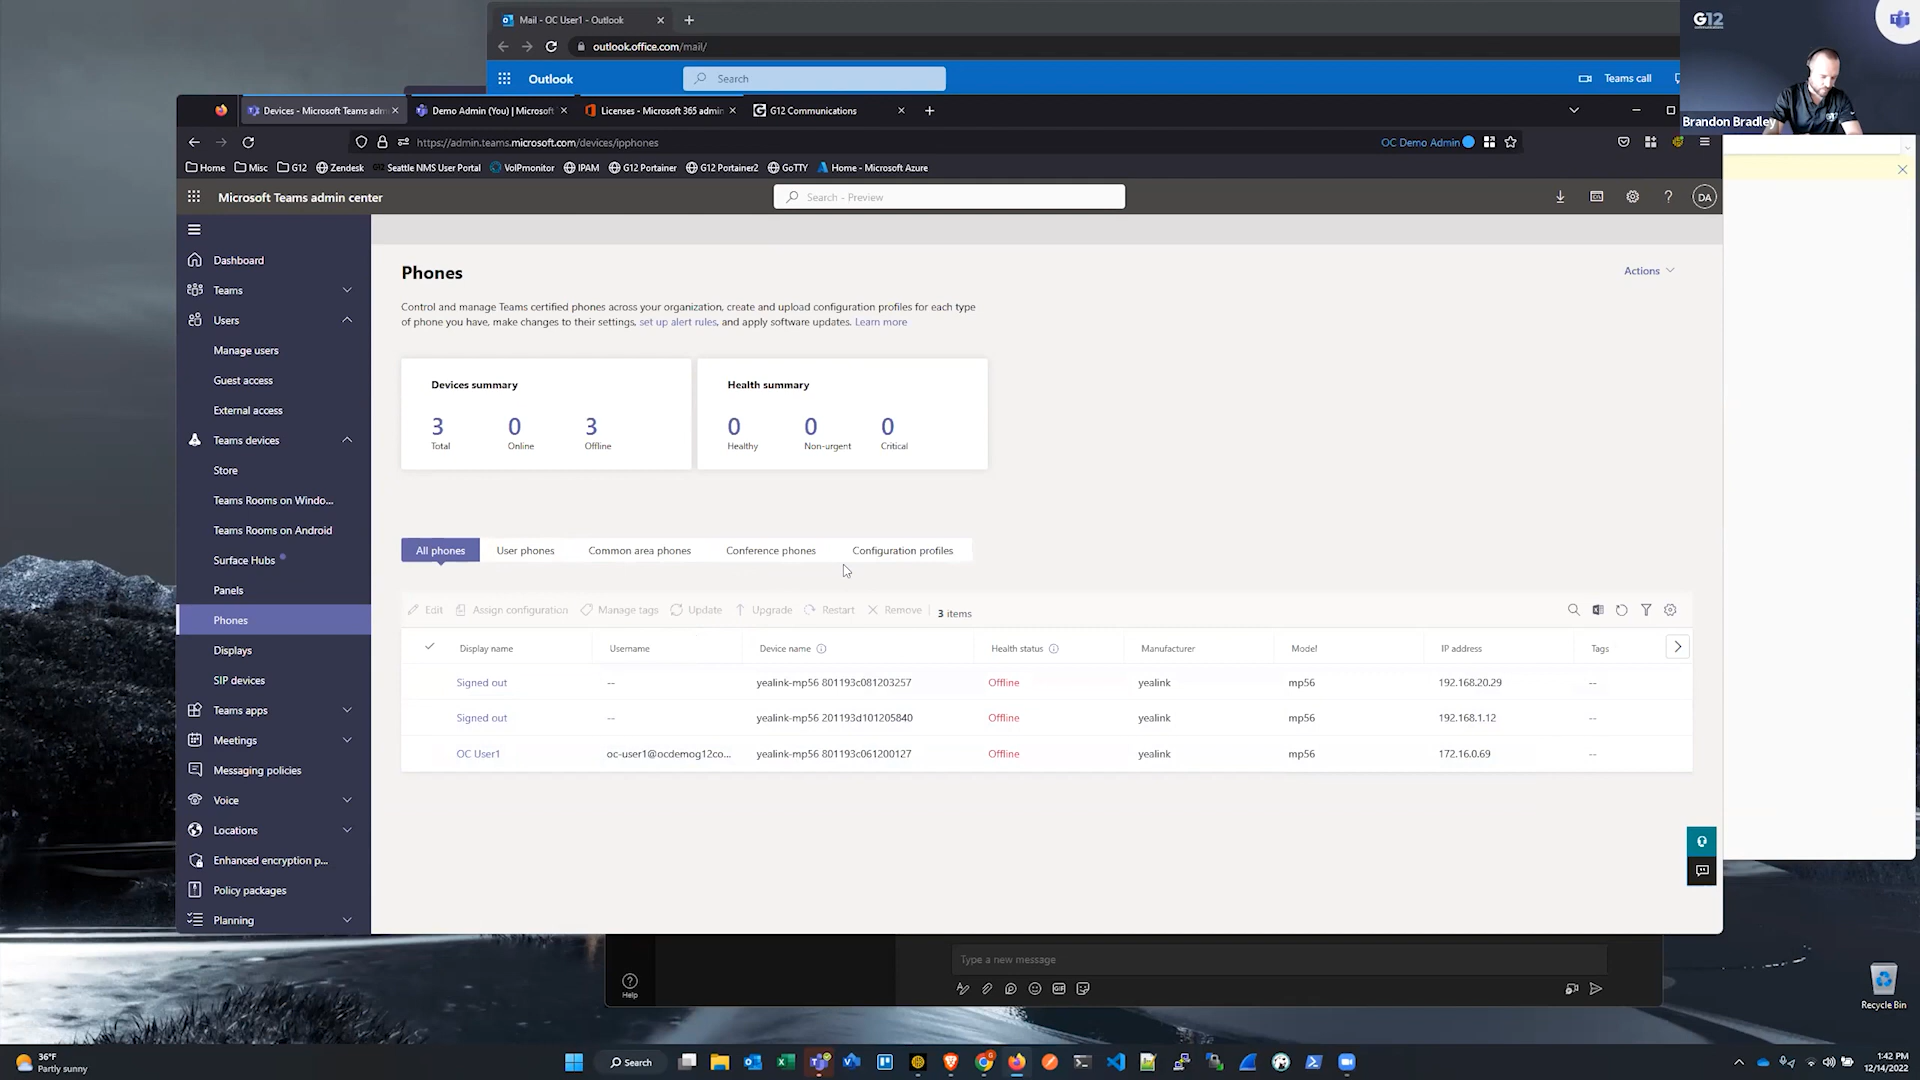 Mail - OC User1 - Outlook
outlook.office.com/mail/
Outlook
Search
Teams call
G12
Brandon Bradley
Devices - Microsoft Teams adm
Demo Admin (You) | Microsoft
Licenses - Microsoft 365 admin
G12 Communications
https://admin.teams.microsoft.com/devices/ipphones
OC Demo Admin
Home
Misc
G12
Zendesk
Seattle NMS User Portal
VoIPmonitor
IPAM
G12 Portainer
G12 Portainer2
GoTTY
Home - Microsoft Azure
Microsoft Teams admin center
Search - Preview
DA
Dashboard
Teams
Users
Manage users
Guest access
External access
Teams devices
Store
Teams Rooms on Windo...
Teams Rooms on Android
Surface Hubs
Panels
Phones
Displays
SIP devices
Teams apps
Meetings
Messaging policies
Voice
Locations
Enhanced encryption p...
Policy packages
Planning
Phones
Actions
Control and manage Teams certified phones across your organization, create and upload configuration profiles for each type
of phone you have, make changes to their settings, set up alert rules, and apply software updates. Learn more
Devices summary
3 0 3
Total Online Offline
Health summary
0 0 0
Healthy Non-urgent Critical
All phones User phones Common area phones Conference phones Configuration profiles
Edit Assign configuration Manage tags Update Upgrade Restart Remove 3 items
Display name Username Device name Health status Manufacturer Model IP address Tags
Signed out -- yealink-mp56 801193c081203257 Offline yealink mp56 192.168.20.29 --
Signed out -- yealink-mp56 201193d101205840 Offline yealink mp56 192.168.1.12 --
OC User1 oc-user1@ocdemog12co... yealink-mp56 801193c061200127 Offline yealink mp56 172.16.0.69 --
Type a new message
Help
Recycle Bin
36°F
Partly sunny
Search
1:42 PM
12/14/2022